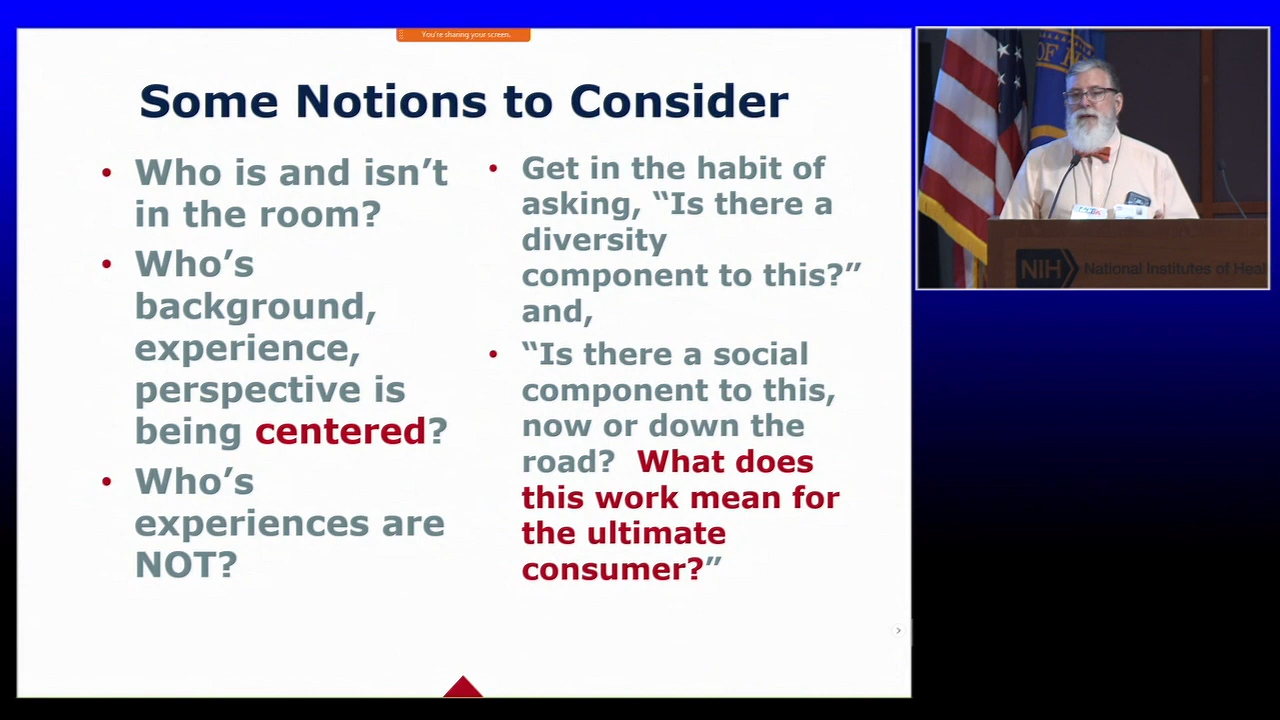 You're sharing your screen.
Some Notions to Consider
• Who is and isn’t
in the room?
• Who’s
background,
experience,
perspective is
being centered?
• Who’s
experiences are
NOT?
• Get in the habit of
asking, “Is there a
diversity
component to this?”
and,
• “Is there a social
component to this,
now or down the
road?  What does
this work mean for
the ultimate
consumer?”
NIH National Institutes of Heal